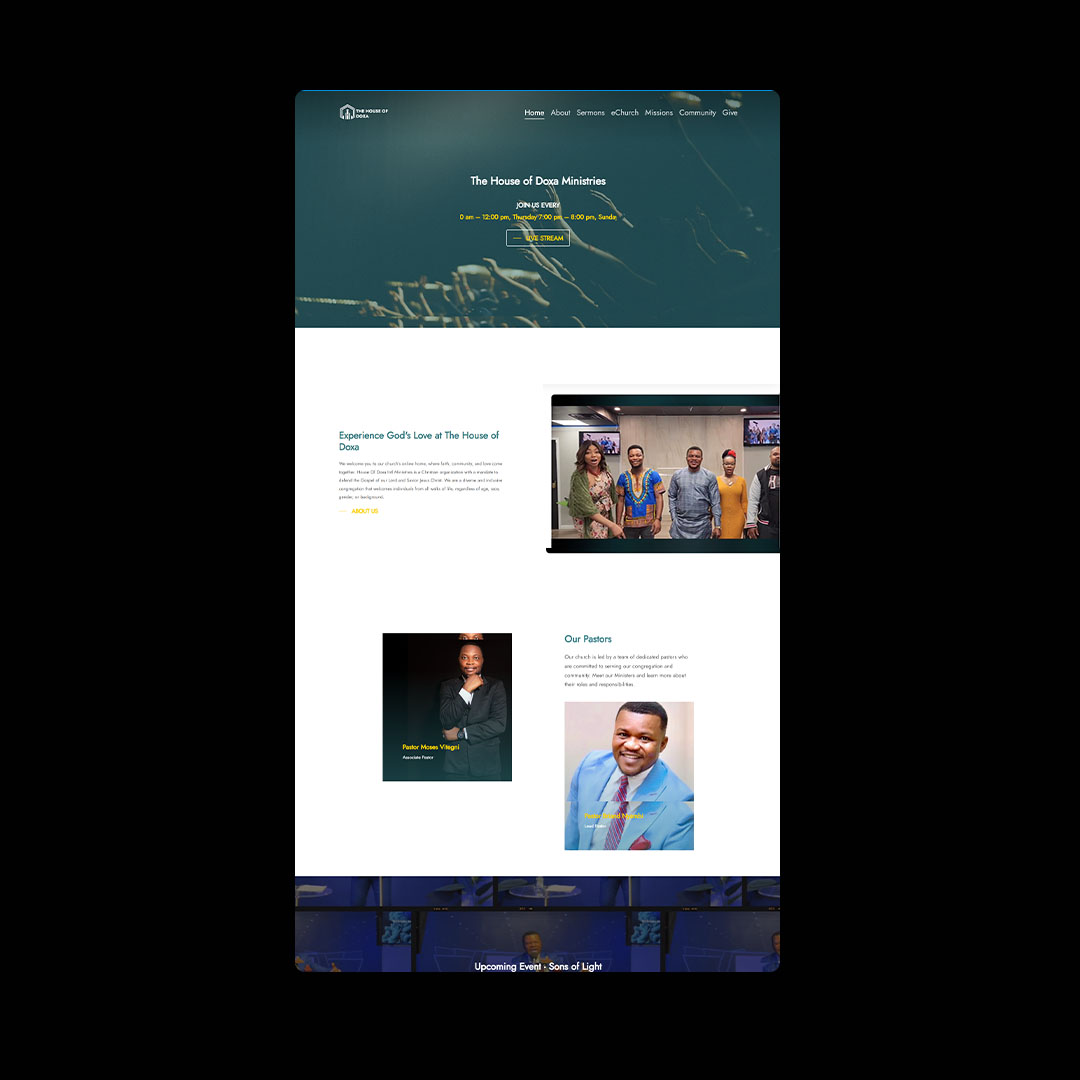 THE HOUSE OF
DOXA
Home About Sermons eChurch Missions Community Give
The House of Doxa Ministries
JOIN US EVERY
0 am – 12:00 pm, Thursday 7:00 pm – 8:00 pm, Sunda
LIVE STREAM
Experience God's Love at The House of
Doxa
We welcome you to our church's online home, where faith, community, and love come
together. House Of Doxa Intl Ministries is a Christian organization with a mandate to
defend the Gospel of our Lord and Savior Jesus Christ. We are a diverse and inclusive
congregation that welcomes individuals from all walks of life, regardless of age, race,
gender, or background.
ABOUT US
Our Pastors
Our church is led by a team of dedicated pastors who
are committed to serving our congregation and
community. Meet our Ministers and learn more about
their roles and responsibilities.
Pastor Moses Vitegni
Associate Pastor
Pastor
Lead Pastor
Upcoming Event - Sons of Light